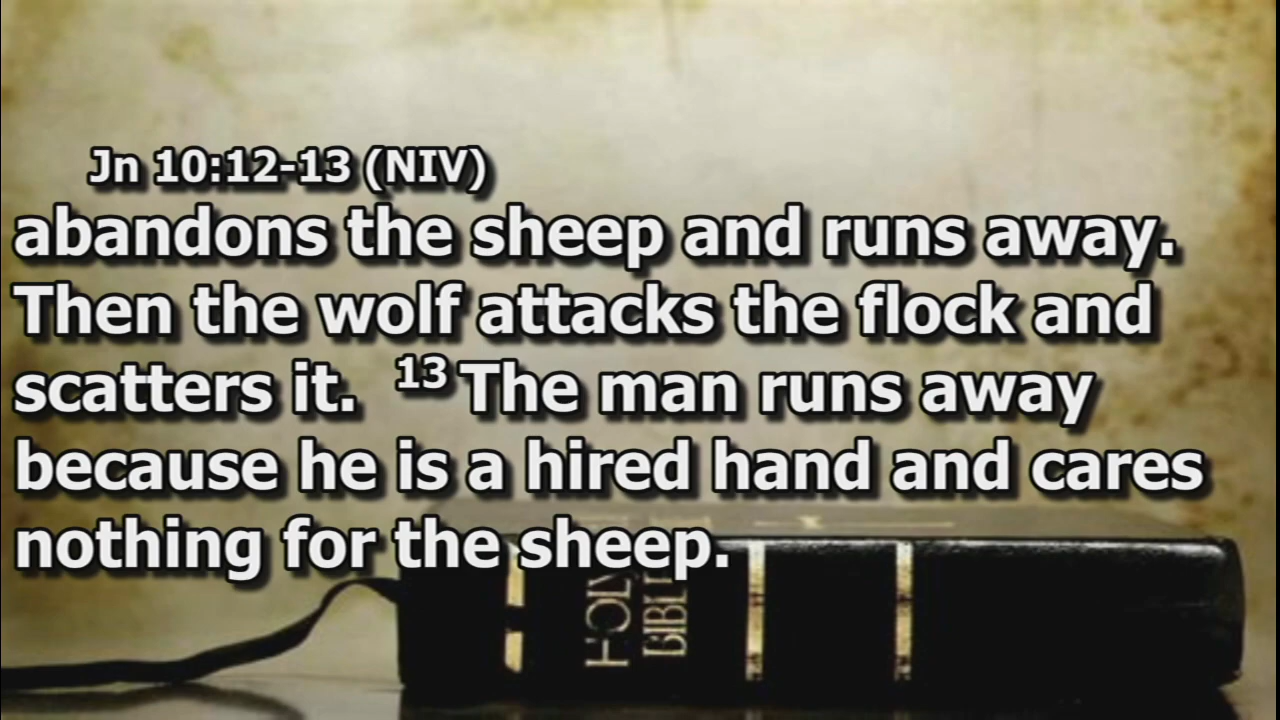 Jn 10:12-13 (NIV)
abandons the sheep and runs away.
Then the wolf attacks the flock and
scatters it. 13 The man runs away
because he is a hired hand and cares
nothing for the sheep.
HOLY
BIBLE